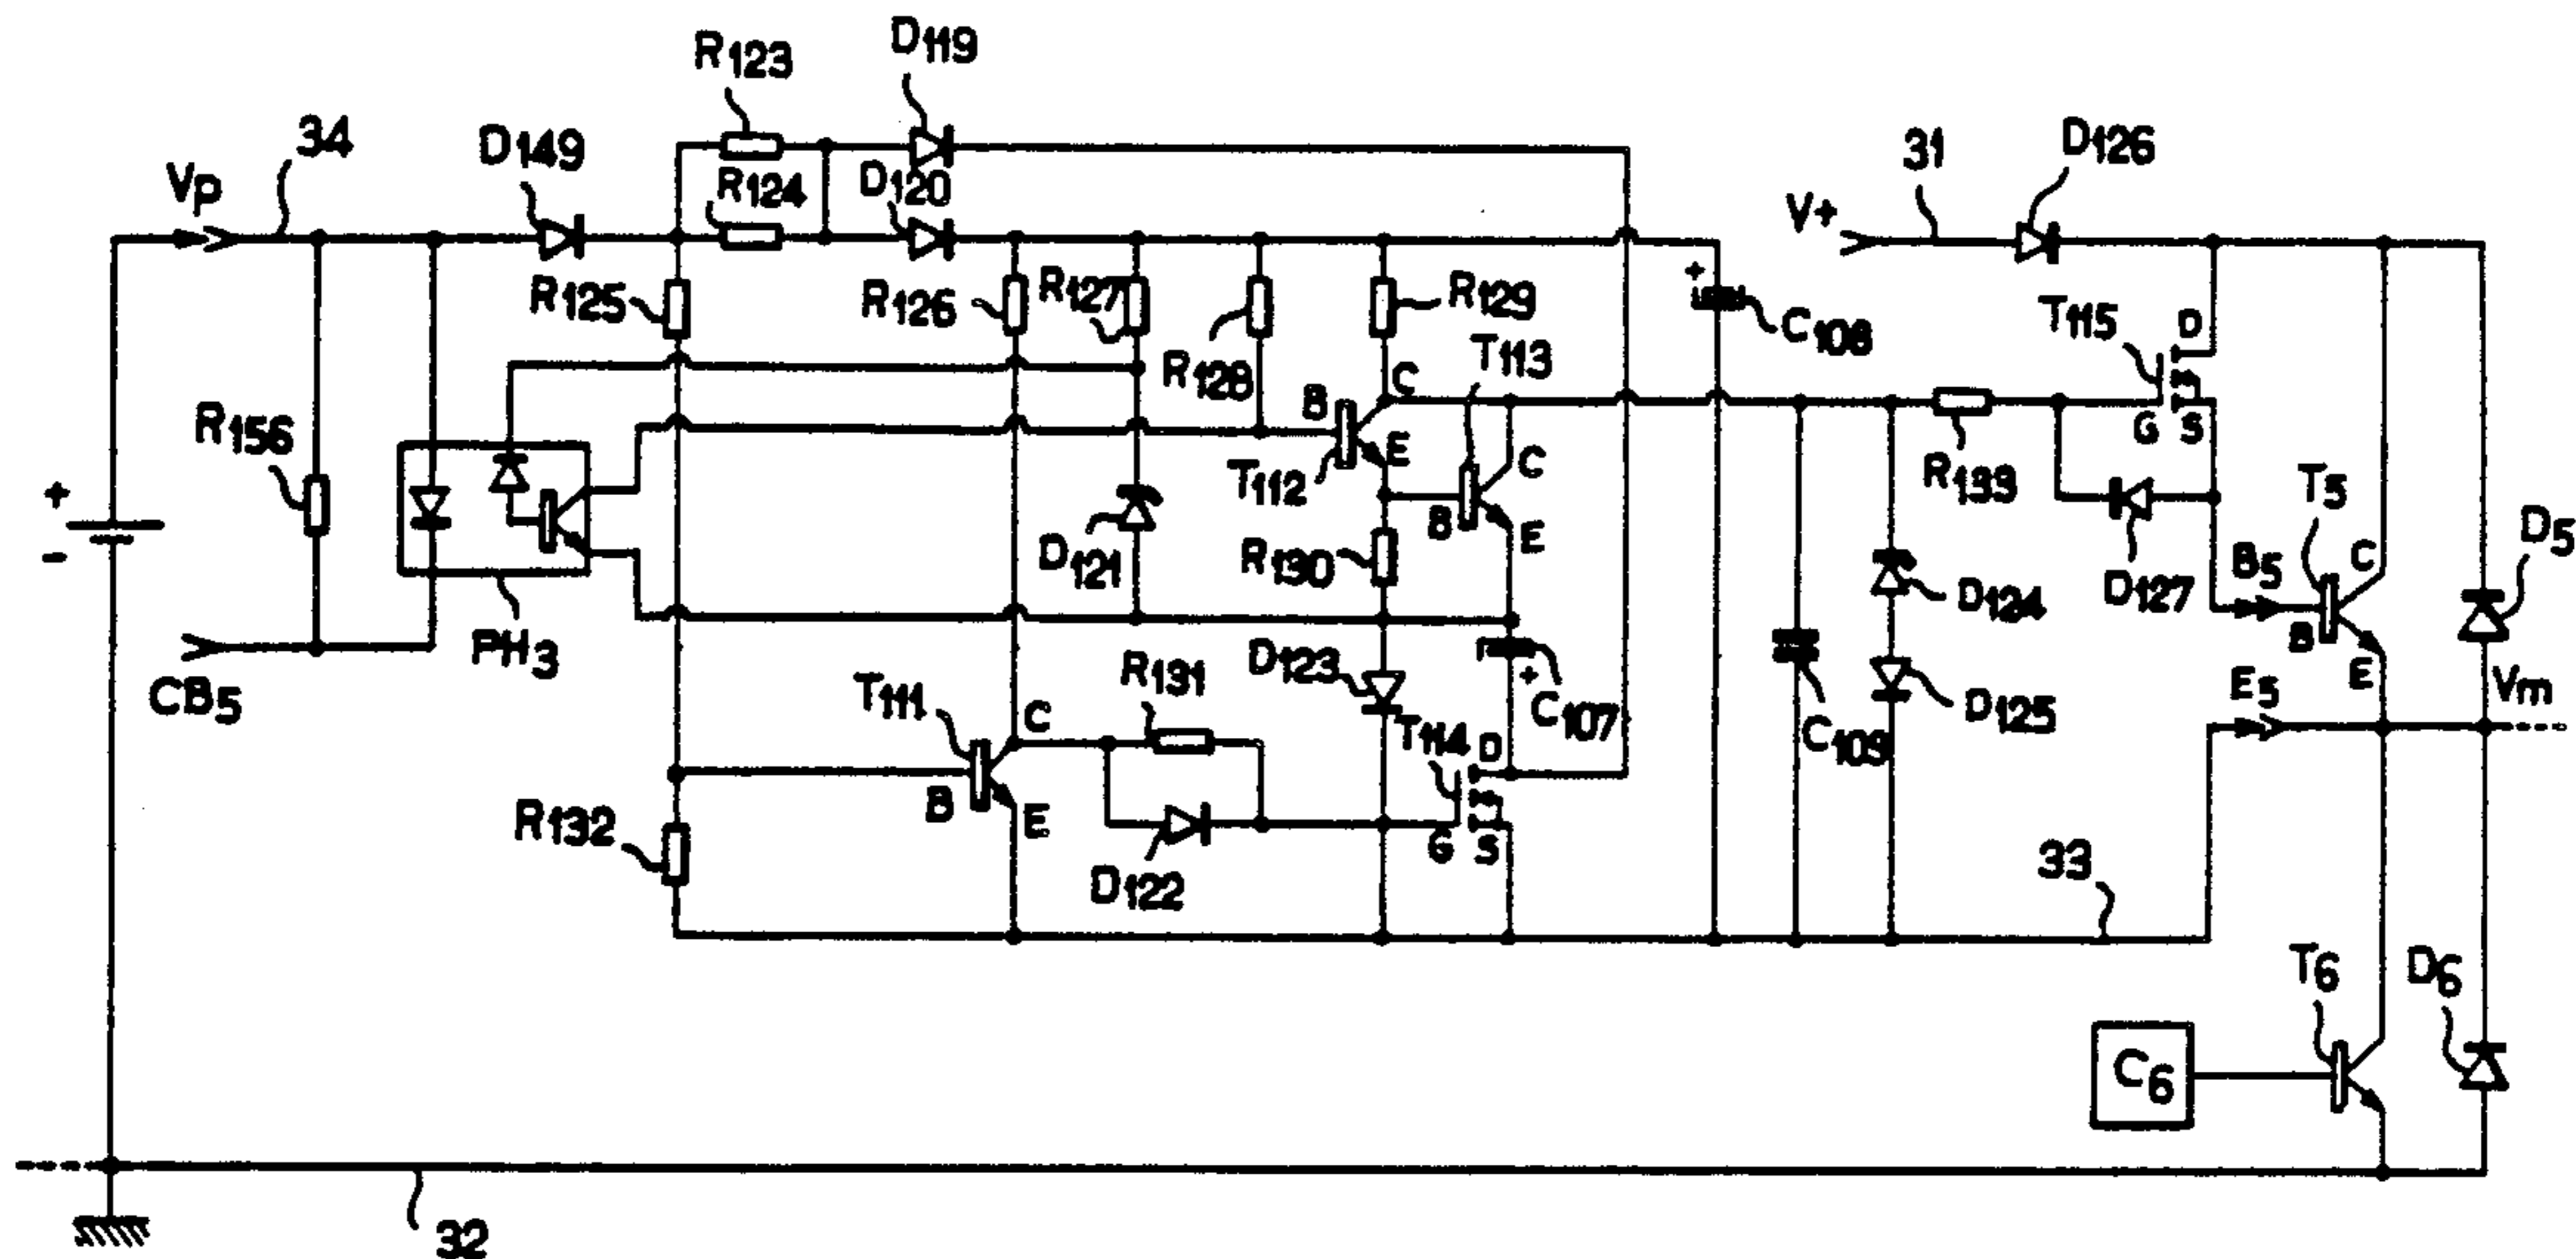 R123
D119
34
D149
Vp
R124
D120
31
D126
V+
R125
R126
R127
R129
+
C108
T115
D
R128
T113
C
B
R156
E
T112
C
G
S
R133
T5
D5
+
-
D121
B
R130
E
D124
D127
B5
C
B
PH3
D123
+
C107
E5
E
Vm
CB5
R131
T111
C
T114
D
C109
D125
R132
B
E
D122
G
S
33
T6
D6
C6
32